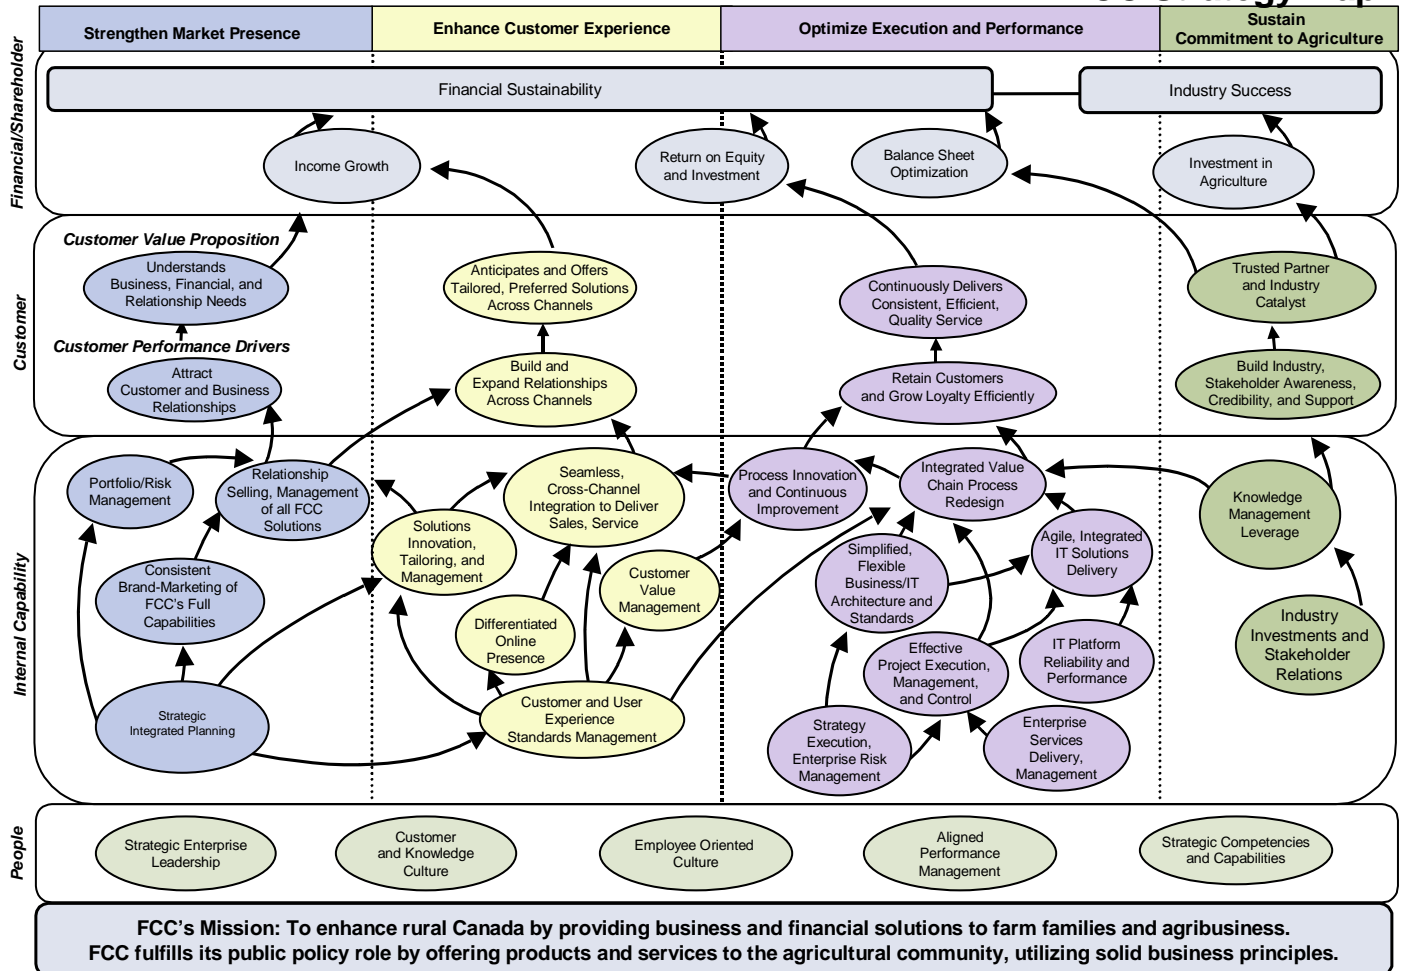 Strengthen Market Presence
Enhance Customer Experience
Optimize Execution and Performance
Sustain
Commitment to Agriculture
Financial/Shareholder
Financial Sustainability
Industry Success
Income Growth
Return on Equity
and Investment
Balance Sheet
Optimization
Investment in
Agriculture
Customer
Customer Value Proposition
Understands
Business, Financial, and
Relationship Needs
Anticipates and Offers
Tailored, Preferred Solutions
Across Channels
Continuously Delivers
Consistent, Efficient,
Quality Service
Trusted Partner
and Industry
Catalyst
Customer Performance Drivers
Attract
Customer and Business
Relationships
Build and
Expand Relationships
Across Channels
Retain Customers
and Grow Loyalty Efficiently
Build Industry,
Stakeholder Awareness,
Credibility, and Support
Internal Capability
Portfolio/Risk
Management
Relationship
Selling, Management
of all FCC
Solutions
Seamless,
Cross-Channel
Integration to Deliver
Sales, Service
Process Innovation
and Continuous
Improvement
Integrated Value
Chain Process
Redesign
Knowledge
Management
Leverage
Solutions
Innovation,
Tailoring, and
Management
Agile, Integrated
IT Solutions
Delivery
Consistent
Brand-Marketing of
FCC's Full
Capabilities
Customer
Value
Management
Simplified,
Flexible
Business/IT
Architecture and
Standards
Differentiated
Online
Presence
Effective
Project Execution,
Management,
and Control
IT Platform
Reliability and
Performance
Industry
Investments and
Stakeholder
Relations
Strategic
Integrated Planning
Customer and User
Experience
Standards Management
Strategy
Execution,
Enterprise Risk
Management
Enterprise
Services
Delivery,
Management
People
Strategic Enterprise
Leadership
Customer
and Knowledge
Culture
Employee Oriented
Culture
Aligned
Performance
Management
Strategic Competencies
and Capabilities
FCC's Mission: To enhance rural Canada by providing business and financial solutions to farm families and agribusiness.
FCC fulfills its public policy role by offering products and services to the agricultural community, utilizing solid business principles.